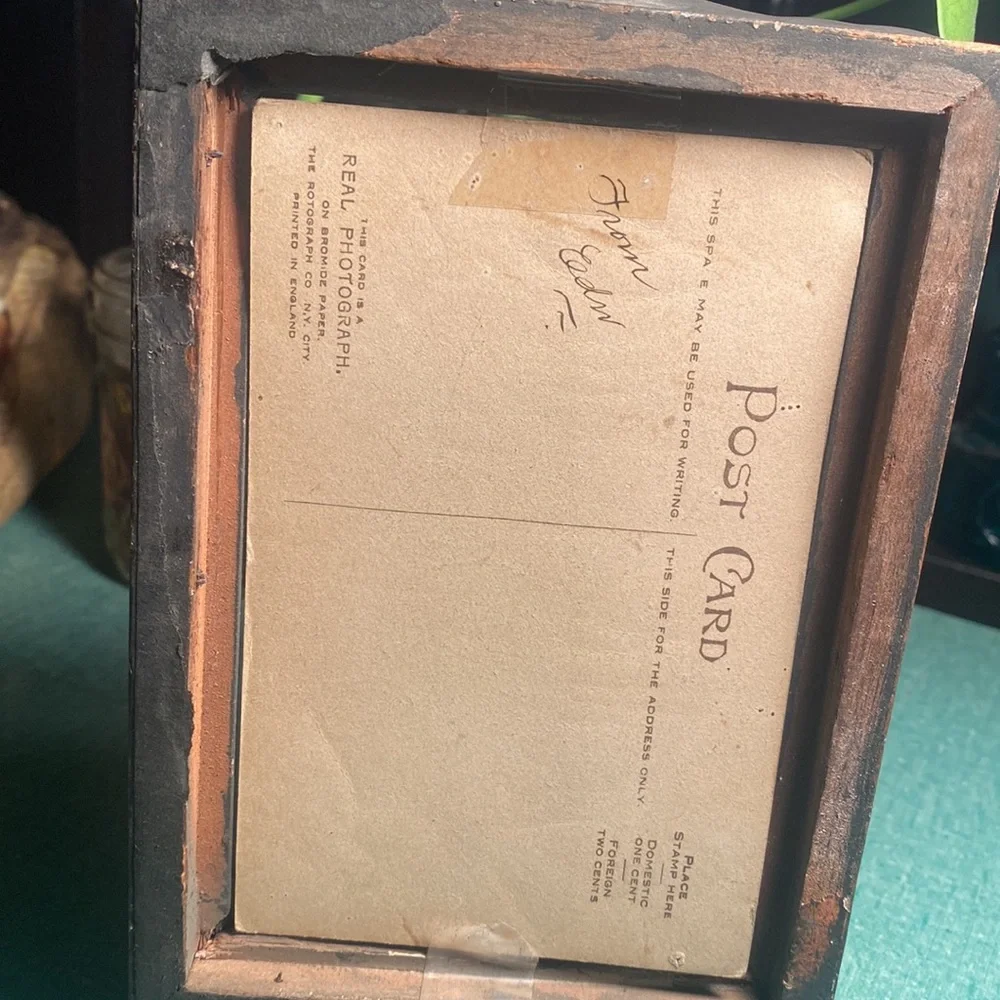 POST CARD
THIS SPA E MAY BE USED FOR WRITING.
THIS SIDE FOR THE ADDRESS ONLY.
PLACE
STAMP HERE
DOMESTIC
ONE CENT
FOREIGN
TWO CENTS
From
Edw
THIS CARD IS A
REAL PHOTOGRAPH,
ON BROMIDE PAPER.
THE ROTOGRAPH CO. N.Y. CITY.
PRINTED IN ENGLAND